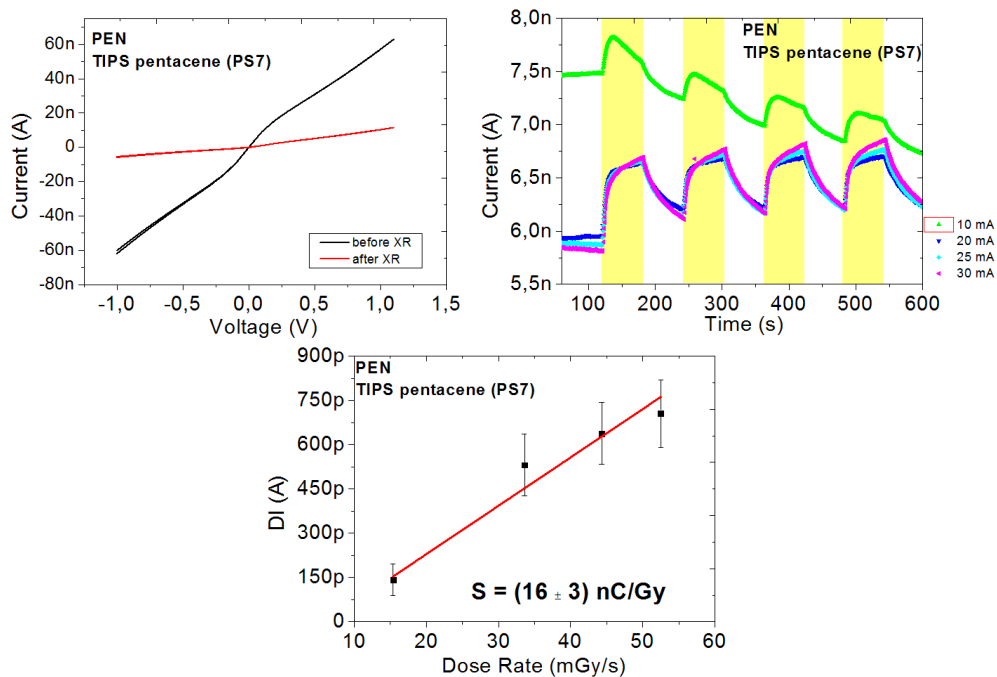 PEN
TIPS pentacene (PS7)
60n
40n
20n
0
-20n
-40n
-60n
-80n
Current (A)
-1,0
-0,5
0,0
0,5
1,0
1,5
Voltage (V)
before XR
after XR
PEN
TIPS pentacene (PS7)
8,0n
7,5n
7,0n
6,5n
6,0n
5,5n
Current (A)
100
200
300
400
500
600
Time (s)
10 mA
20 mA
25 mA
30 mA
PEN
TIPS pentacene (PS7)
900p
750p
600p
450p
300p
150p
0
DI (A)
S = (16 ± 3) nC/Gy
10
20
30
40
50
60
Dose Rate (mGy/s)